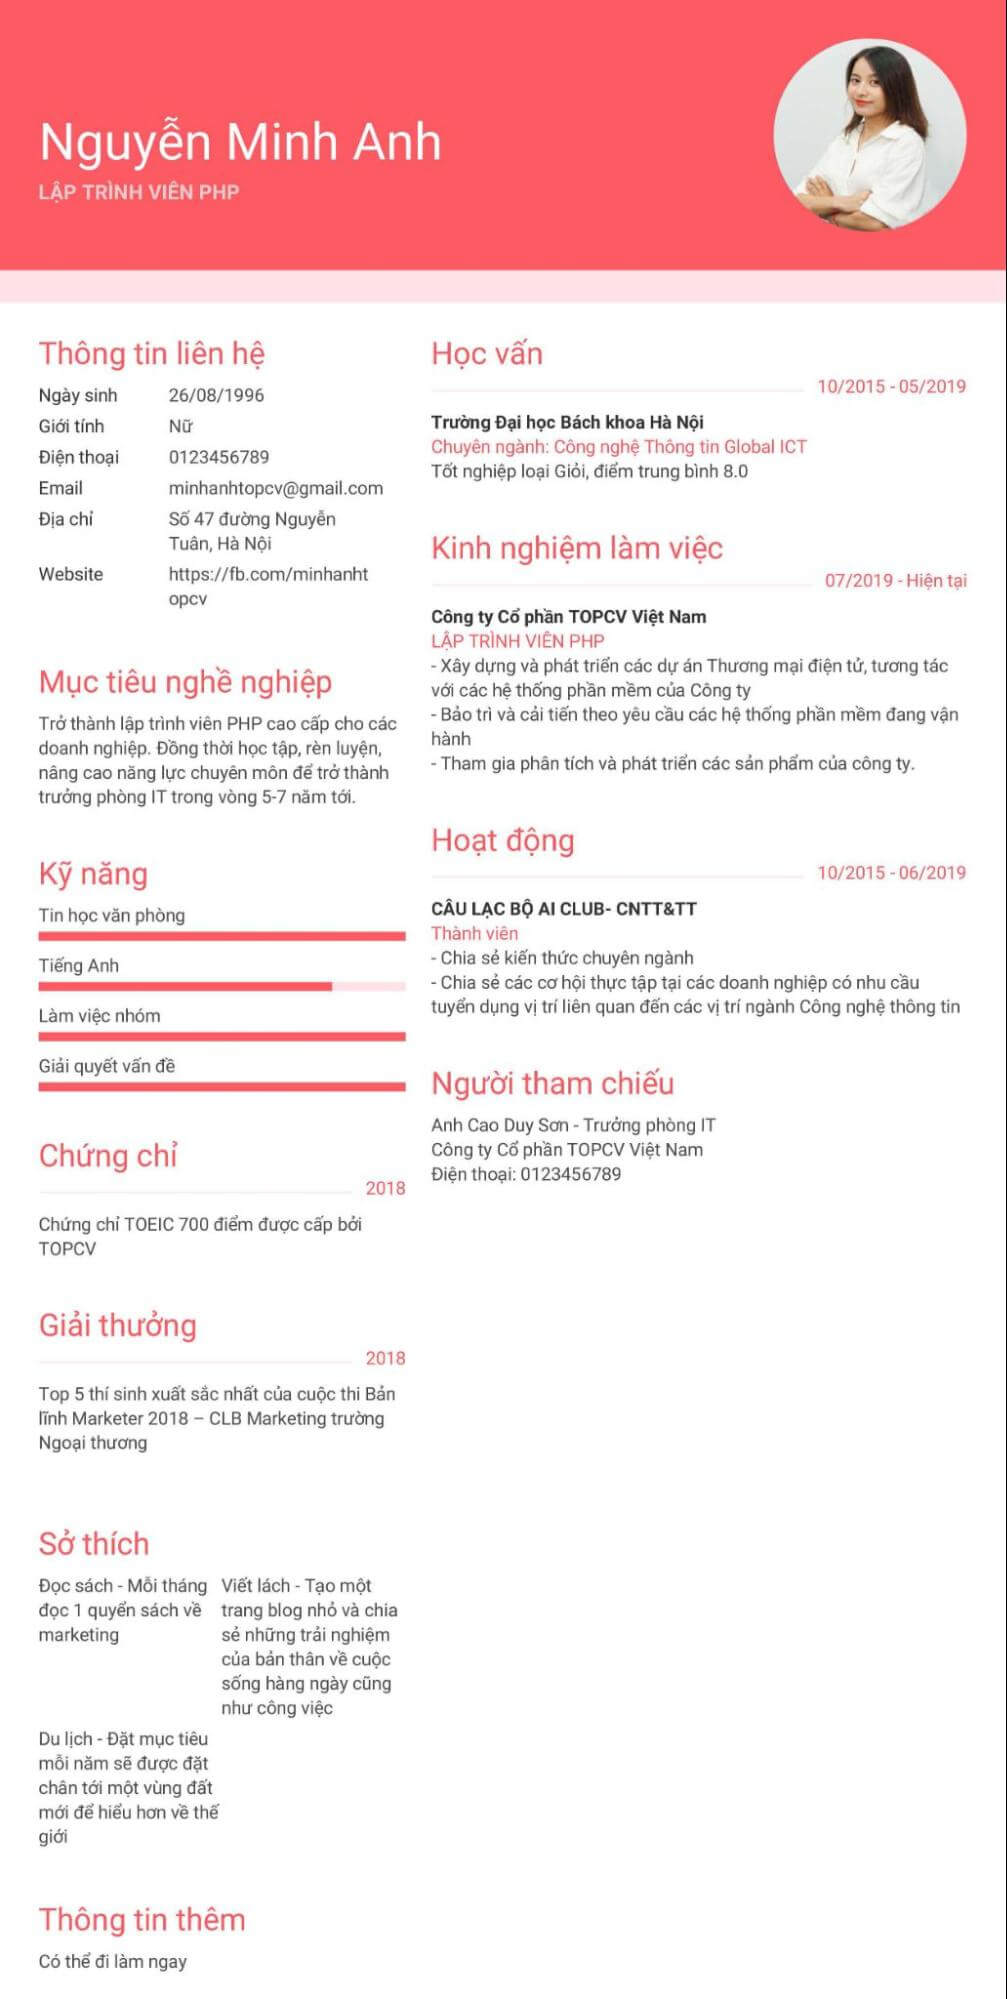 Nguyễn Minh Anh
LẬP TRÌNH VIÊN PHP
Thông tin liên hệ
Ngày sinh 26/08/1996
Giới tính Nữ
Điện thoại 0123456789
Email minhanhtopcv@gmail.com
Địa chỉ Số 47 đường Nguyễn
Tuân, Hà Nội
Website https://fb.com/minhanht
opcv
Mục tiêu nghề nghiệp
Trở thành lập trình viên PHP cao cấp cho các
doanh nghiệp. Đồng thời học tập, rèn luyện,
nâng cao năng lực chuyên môn để trở thành
trưởng phòng IT trong vòng 5-7 năm tới.
Kỹ năng
Tin học văn phòng
Tiếng Anh
Làm việc nhóm
Giải quyết vấn đề
Chứng chỉ
2018
Chứng chỉ TOEIC 700 điểm được cấp bởi
TOPCV
Giải thưởng
2018
Top 5 thí sinh xuất sắc nhất của cuộc thi Bản
lĩnh Marketer 2018 – CLB Marketing trường
Ngoại thương
Sở thích
Đọc sách - Mỗi tháng
đọc 1 quyển sách về
marketing
Viết lách - Tạo một
trang blog nhỏ và chia
sẻ những trải nghiệm
của bản thân về cuộc
sống hàng ngày cũng
như công việc
Du lịch - Đặt mục tiêu
mỗi năm sẽ được đặt
chân tới một vùng đất
mới để hiểu hơn về thế
giới
Thông tin thêm
Có thể đi làm ngay
Học vấn
10/2015 - 05/2019
Trường Đại học Bách khoa Hà Nội
Chuyên ngành: Công nghệ Thông tin Global ICT
Tốt nghiệp loại Giỏi, điểm trung bình 8.0
Kinh nghiệm làm việc
07/2019 - Hiện tại
Công ty Cổ phần TOPCV Việt Nam
LẬP TRÌNH VIÊN PHP
- Xây dựng và phát triển các dự án Thương mại điện tử, tương tác
với các hệ thống phần mềm của Công ty
- Bảo trì và cải tiến theo yêu cầu các hệ thống phần mềm đang vận
hành
- Tham gia phân tích và phát triển các sản phẩm của công ty.
Hoạt động
10/2015 - 06/2019
CÂU LẠC BỘ AI CLUB- CNTT&TT
Thành viên
- Chia sẻ kiến thức chuyên ngành
- Chia sẻ các cơ hội thực tập tại các doanh nghiệp có nhu cầu
tuyển dụng vị trí liên quan đến các vị trí ngành Công nghệ thông tin
Người tham chiếu
Anh Cao Duy Sơn - Trưởng phòng IT
Công ty Cổ phần TOPCV Việt Nam
Điện thoại: 0123456789